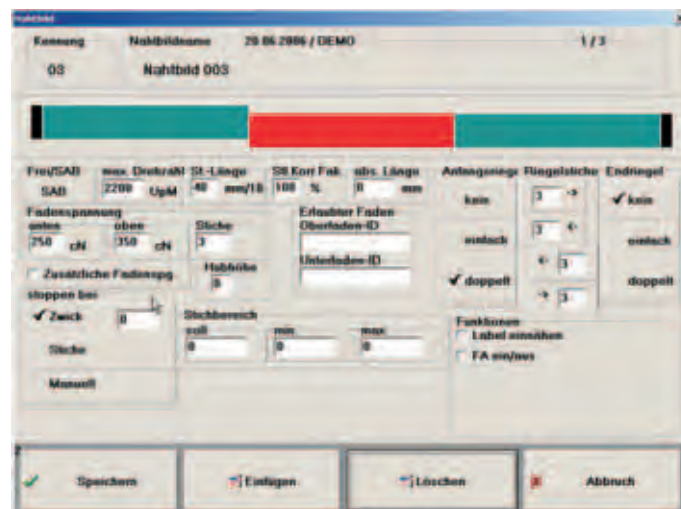 Kennung Nahtbildname 20.06.2006 / DEMO 1 / 3
03 Nahtbild 003
Frei/SAB max. Drehzahl St.-Länge Stl Korr Fak. abs. Länge Anfangsriegel Riegelstiche Endriegel
SAB 2200 UpM 40 mm/10 100 % 0 mm kein 3 -> ✓ kein
Fadenspannung
unten oben Stiche
250 cN 350 cN 3
Erlaubter Faden
Oberfaden-ID
einfach 3 <- einfach
Hubhöhe Unterfaden-ID
0
<- 3
Zusätzliche Fadenspg.
✓ doppelt doppelt
-> 3
stoppen bei
✓ Zwick 0
Stiche
Manuell
Stichbereich
soll min max
0 0 0
Funktionen
Label einnähen
FA ein/aus
Speichern Einfügen Löschen Abbruch